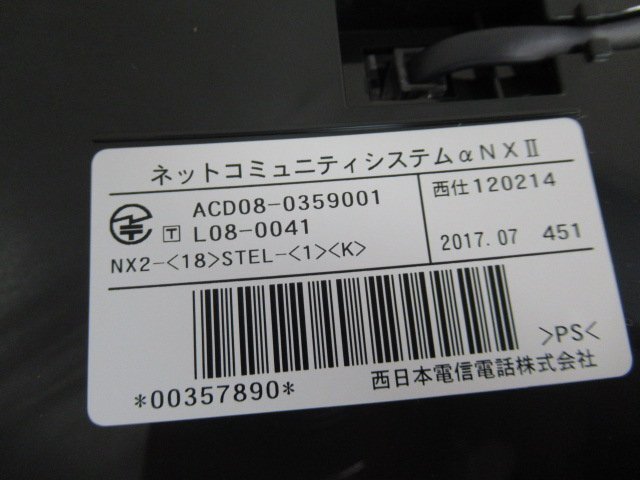 ネットコミュニティシステムαNXⅡ
ACD08-0359001
西仕120214
T L08-0041
2017.07 451
NX2-<18>STEL-<1><K>
>PS<
*00357890*
西日本電信電話株式会社